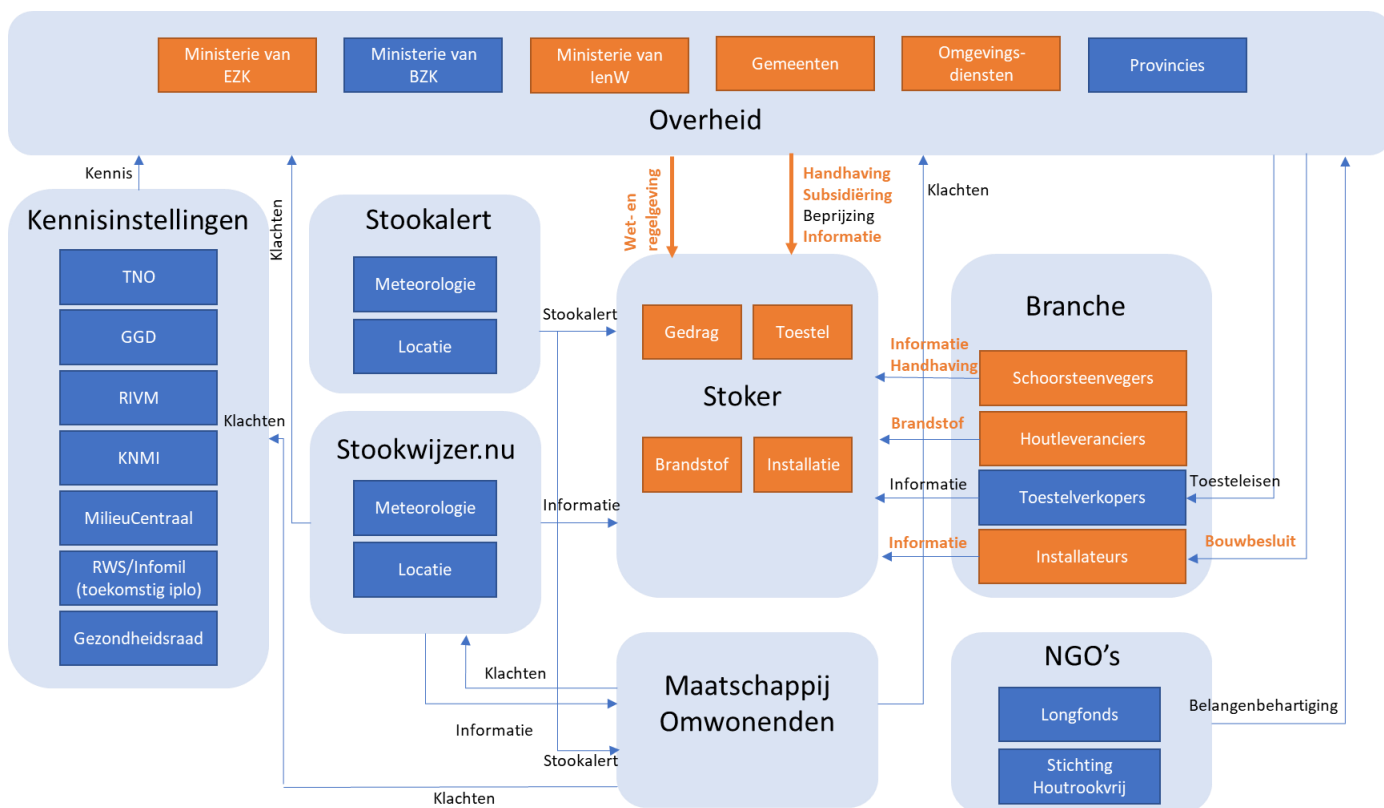 Ministerie van
EZK
Ministerie van
BZK
Ministerie van
IenW
Gemeenten
Omgevings-
diensten
Provincies
Overheid
Kennis
Klachten
Wet- en
regelgeving
Handhaving
Subsidiëring
Beprijzing
Informatie
Klachten
Kennisinstellingen
TNO
GGD
RIVM
KNMI
MilieuCentraal
RWS/Infomil
(toekomstig iplo)
Gezondheidsraad
Stookalert
Meteorologie
Locatie
Stookalert
Klachten
Stookwijzer.nu
Meteorologie
Locatie
Informatie
Gedrag
Toestel
Stoker
Brandstof
Installatie
Branche
Informatie
Handhaving
Schoorsteenvegers
Brandstof
Houtleveranciers
Informatie
Toestelverkopers
Toesteleisen
Informatie
Installateurs
Bouwbesluit
Klachten
Informatie
Stookalert
Klachten
Maatschappij
Omwonenden
NGO’s
Longfonds
Stichting
Houtrookvrij
Belangenbehartiging